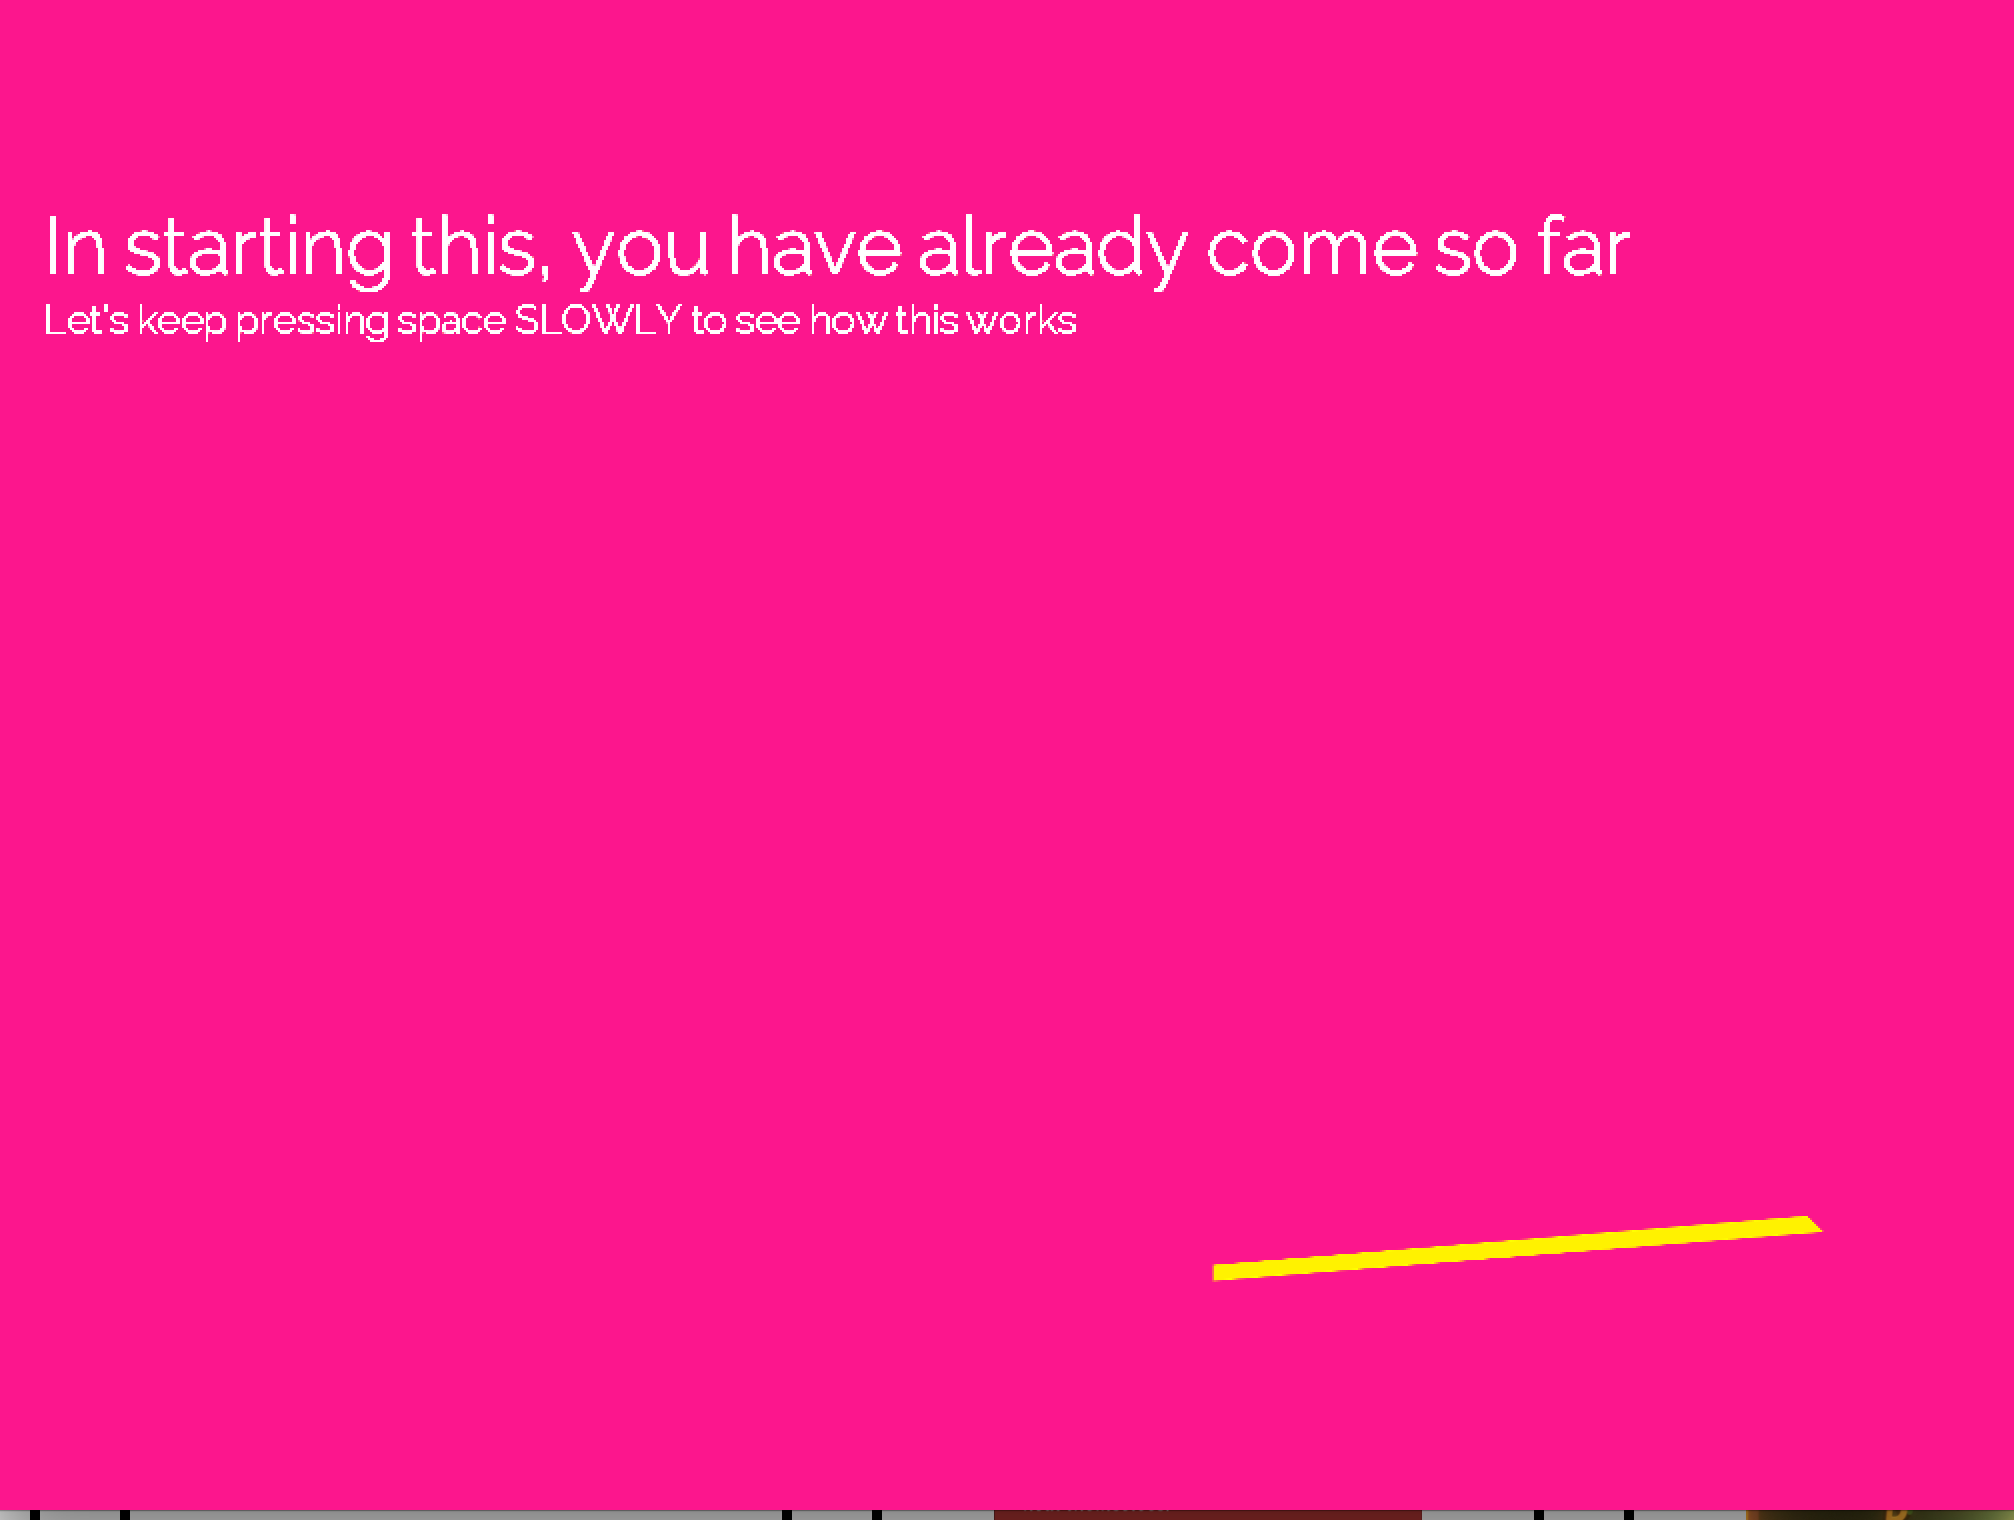 In starting this, you have already come so far
Let's keep pressing space SLOWLY to see how this works